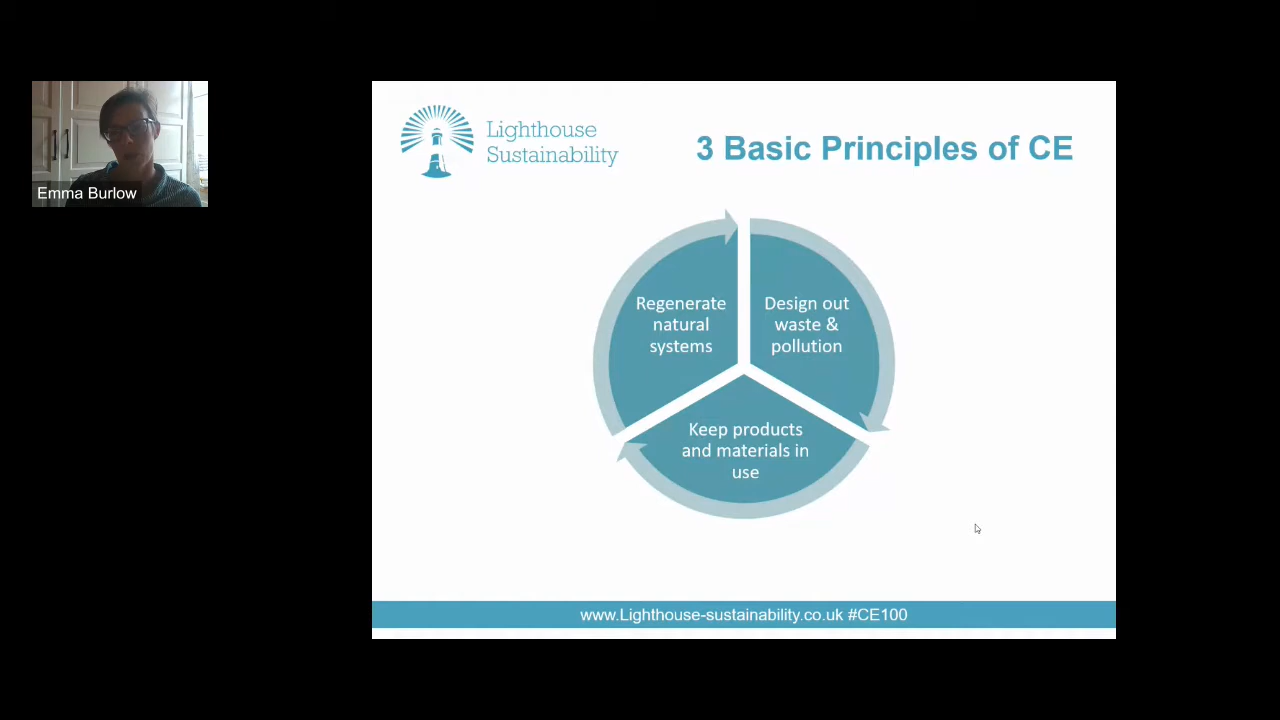 Emma Burlow
Lighthouse
Sustainability
3 Basic Principles of CE
Regenerate
natural
systems
Design out
waste &
pollution
Keep products
and materials in
use
www.Lighthouse-sustainability.co.uk #CE100